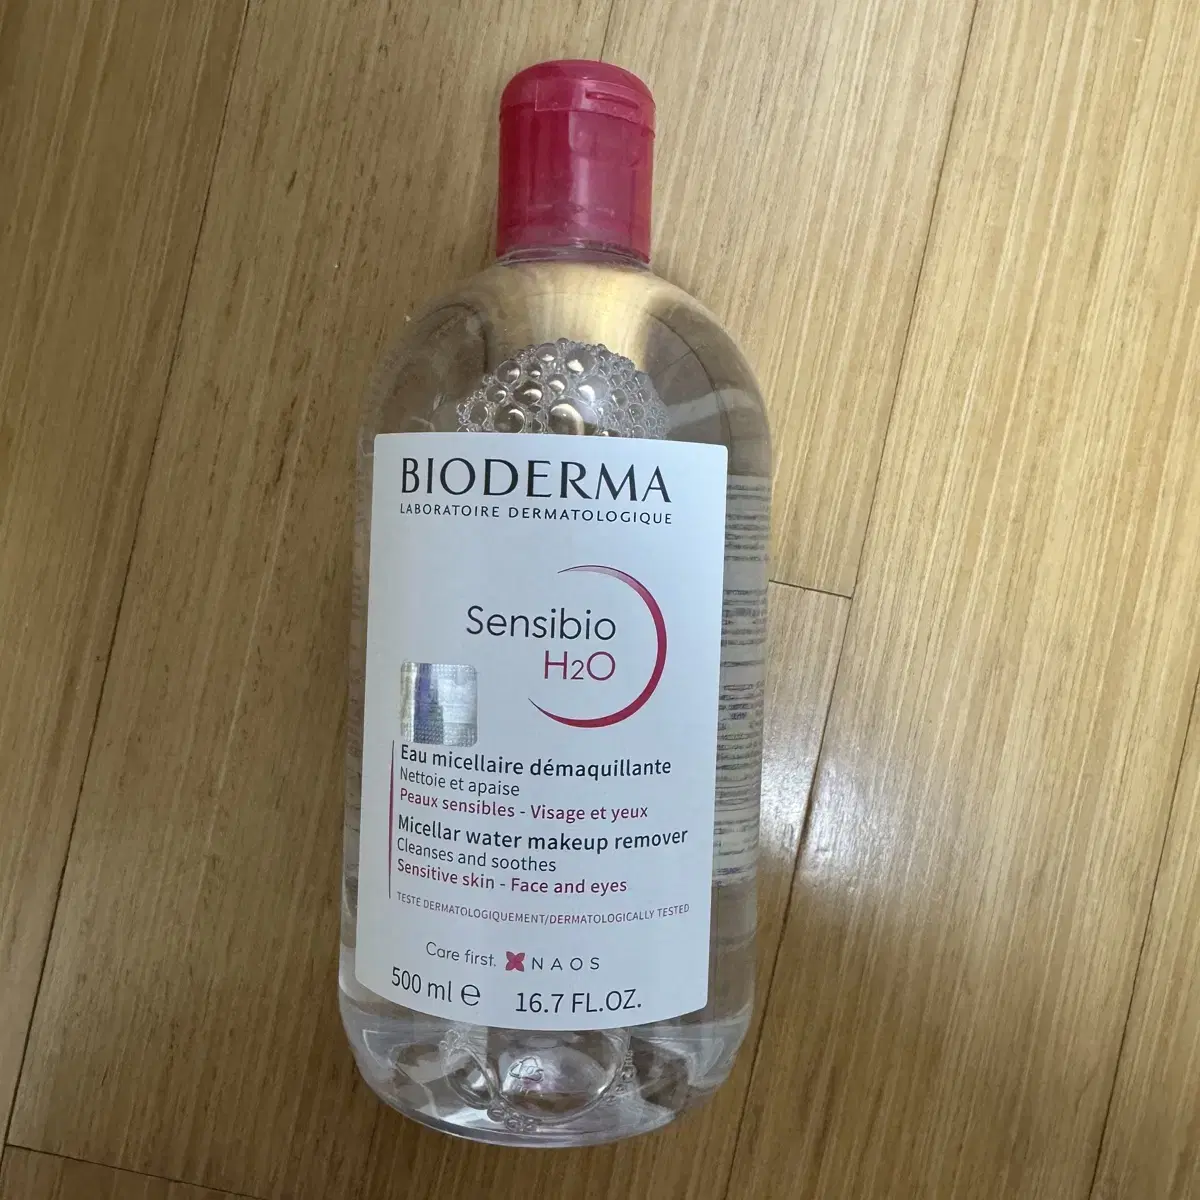 BIODERMA
LABORATOIRE DERMATOLOGIQUE
Sensibio
H2O
Eau micellaire démaquillante
Nettoie et apaise
Peaux sensibles - Visage et yeux
Micellar water makeup remover
Cleanses and soothes
Sensitive skin - Face and eyes
TESTÉ DERMATOLOGIQUEMENT/DERMATOLOGICALLY TESTED
Care first. NAOS
500 ml ℮ 16.7 FL.OZ.